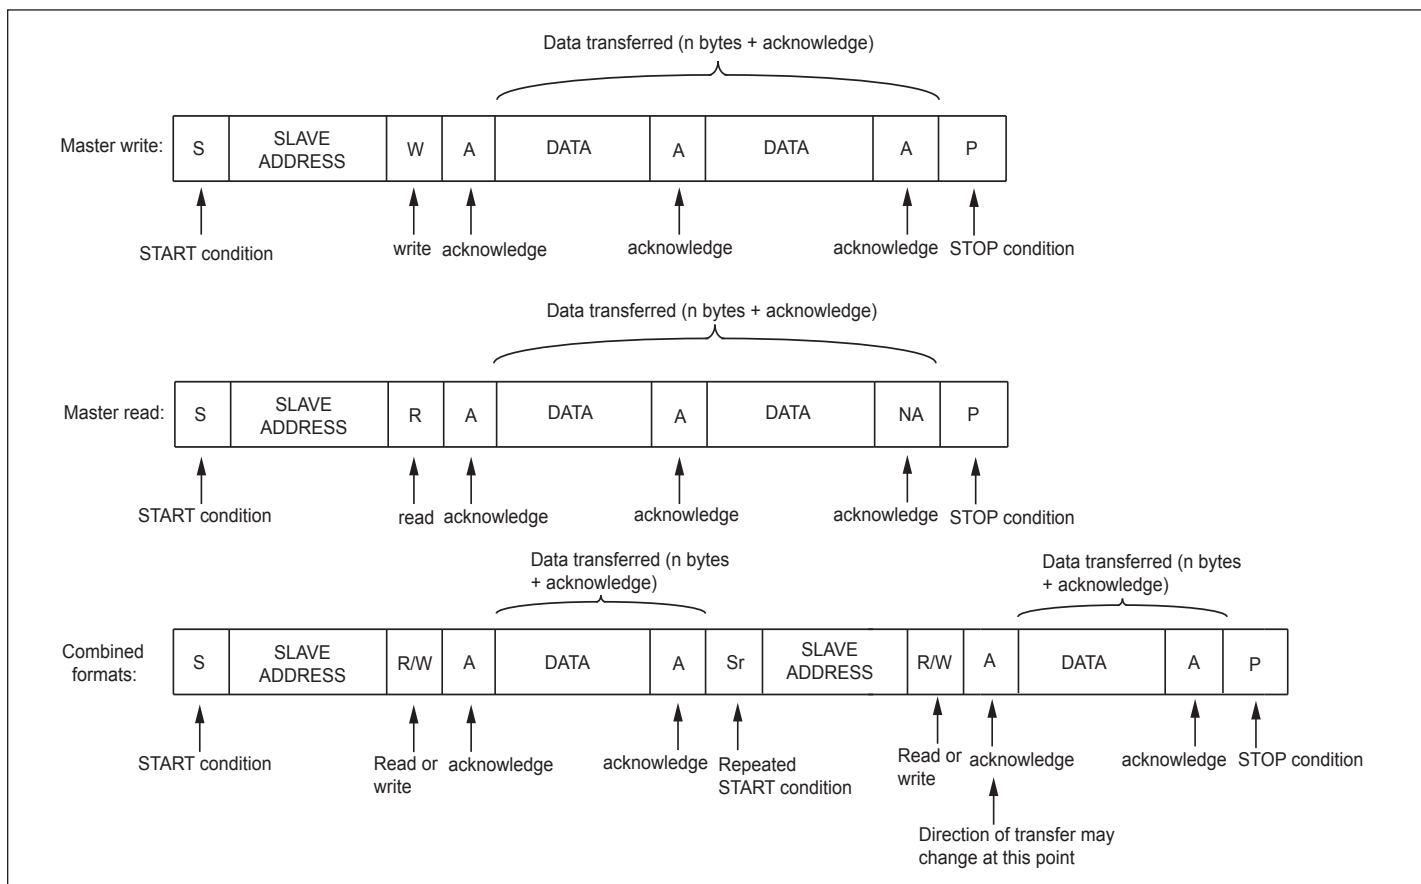 Data transferred (n bytes + acknowledge)
Master write:
S
SLAVE
ADDRESS
W
A
DATA
A
DATA
A
P
START condition
write
acknowledge
acknowledge
acknowledge
STOP condition
Data transferred (n bytes + acknowledge)
Master read:
S
SLAVE
ADDRESS
R
A
DATA
A
DATA
NA
P
START condition
read
acknowledge
acknowledge
acknowledge
STOP condition
Data transferred (n bytes
+ acknowledge)
Data transferred (n bytes
+ acknowledge)
Combined
formats:
S
SLAVE
ADDRESS
R/W
A
DATA
A
Sr
SLAVE
ADDRESS
R/W
A
DATA
A
P
START condition
Read or
write
acknowledge
acknowledge
Repeated
START condition
Read or
write
acknowledge
acknowledge
STOP condition
Direction of transfer may
change at this point